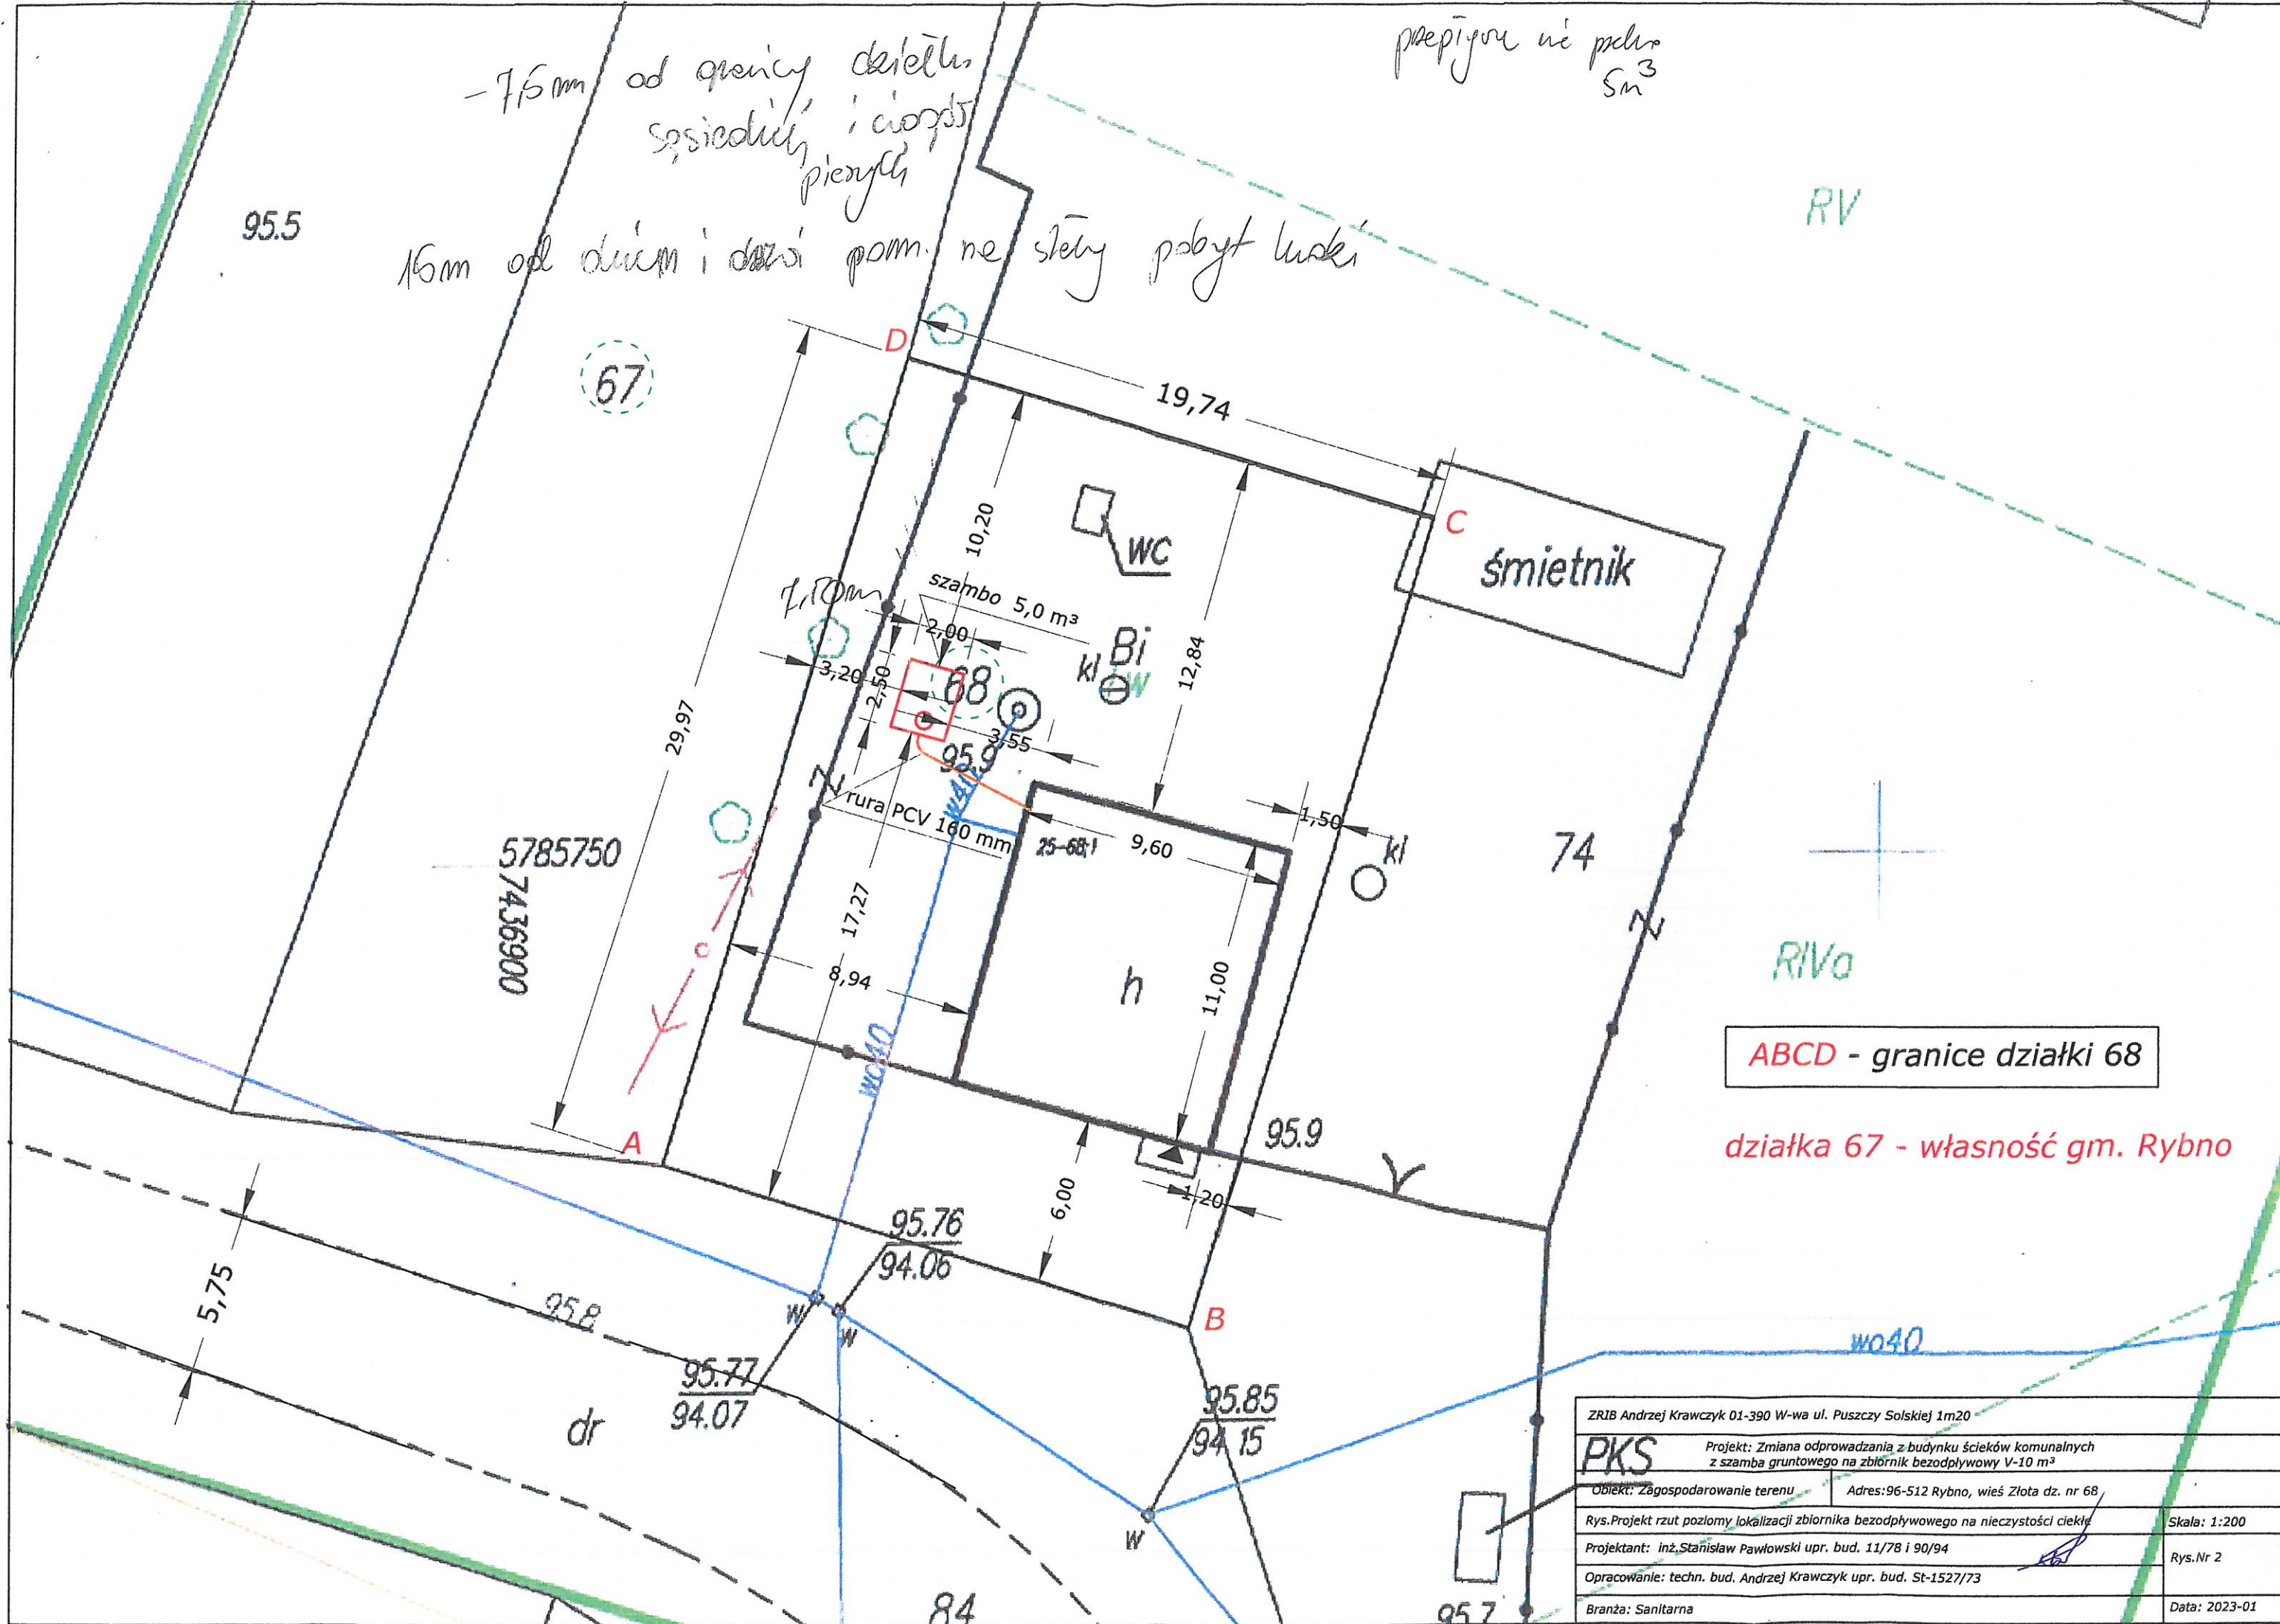 -7,5m od granicy działki
sąsiednich i ciągów
pieszych
15m od okien i drzwi pom. na stały pobyt ludzi
5m³
95.5
RV
67
D
19,74
10,20
WC
C
śmietnik
7,50m
szambo 5,0 m³
2,00
Bi
kl
W
12,84
3,20
2,50
68
29,97
3,55
95.9
w40
N
rura PCV 160 mm
25-68;1
9,60
1,50
kl
74
5785750
7436900
17,27
8,94
h
11,00
N
RIVa
wo40
ABCD - granice działki 68
działka 67 - własność gm. Rybno
A
95.9
6,00
1,20
95.76
94.06
5,75
95.8
w
w
B
95.77
94.07
dr
wo40
95.85
94.15
w
84
95.7
ZRIB Andrzej Krawczyk 01-390 W-wa ul. Puszczy Solskiej 1m20
PKS
Projekt: Zmiana odprowadzania z budynku ścieków komunalnych
z szamba gruntowego na zbiornik bezodpływowy V-10 m³
Obiekt: Zagospodarowanie terenu Adres:96-512 Rybno, wieś Złota dz. nr 68
Rys.Projekt rzut poziomy lokalizacji zbiornika bezodpływowego na nieczystości ciekłe Skala: 1:200
Projektant: inż.Stanisław Pawłowski upr. bud. 11/78 i 90/94
Rys.Nr 2
Opracowanie: techn. bud. Andrzej Krawczyk upr. bud. St-1527/73
Branża: Sanitarna Data: 2023-01